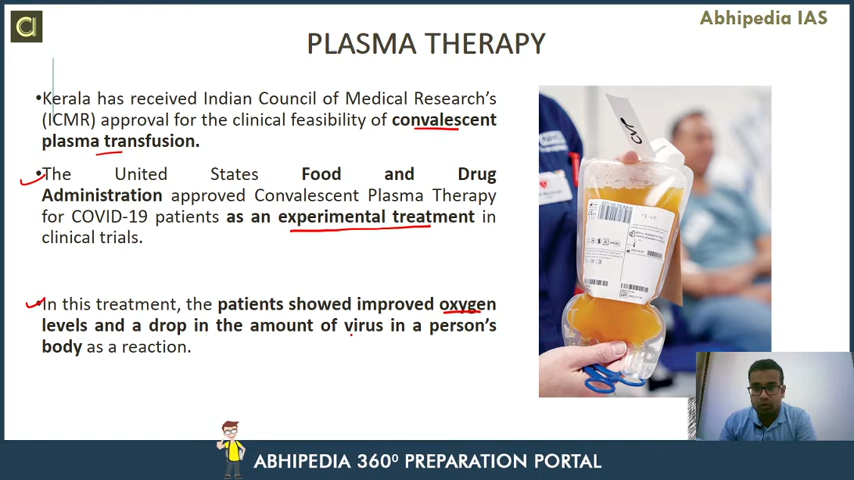 Abhipedia IAS
PLASMA THERAPY
•Kerala has received Indian Council of Medical Research's
(ICMR) approval for the clinical feasibility of convalescent
plasma transfusion.
•The United States Food and Drug
Administration approved Convalescent Plasma Therapy
for COVID-19 patients as an experimental treatment in
clinical trials.
•In this treatment, the patients showed improved oxygen
levels and a drop in the amount of virus in a person's
body as a reaction.
ABHIPEDIA 360⁰ PREPARATION PORTAL